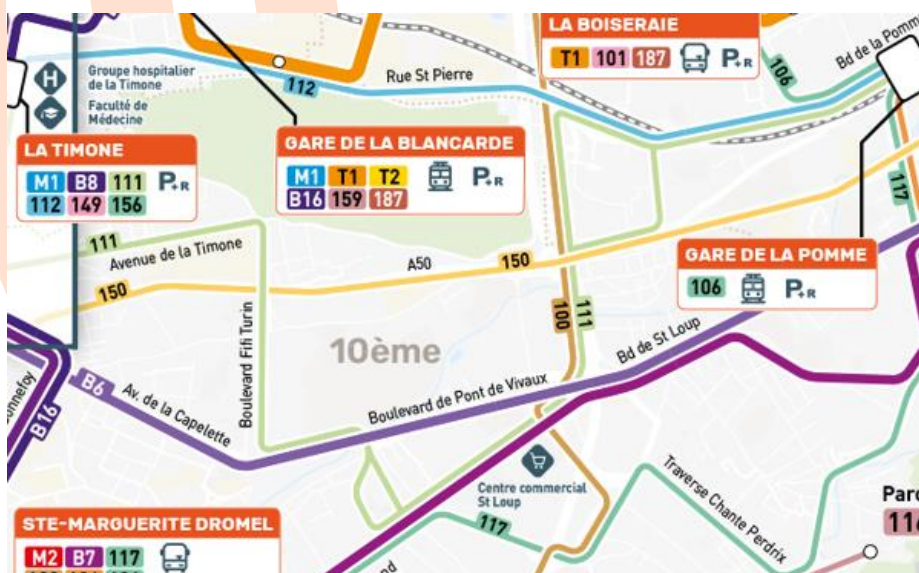 LA BOISERAIE
T1 101 187 P+R
106
Bd de la Pomme
Groupe hospitalier
de la Timone
Faculté de
Médecine
H
112
Rue St Pierre
LA TIMONE
M1 B8 111 P+R
112 149 156
GARE DE LA BLANCARDE
M1 T1 T2 P+R
B16 159 187
117
111
Avenue de la Timone
A50
150
GARE DE LA POMME
106 P+R
150
Boulevard Fifi Turin
10ème
100
111
Bd de St Loup
B6
Av. de la Capelette
Boulevard de Pont de Vivaux
B16
Centre commercial
St Loup
117
Traverse Chante Perdrix
STE-MARGUERITE DROMEL
M2 B7 117
116